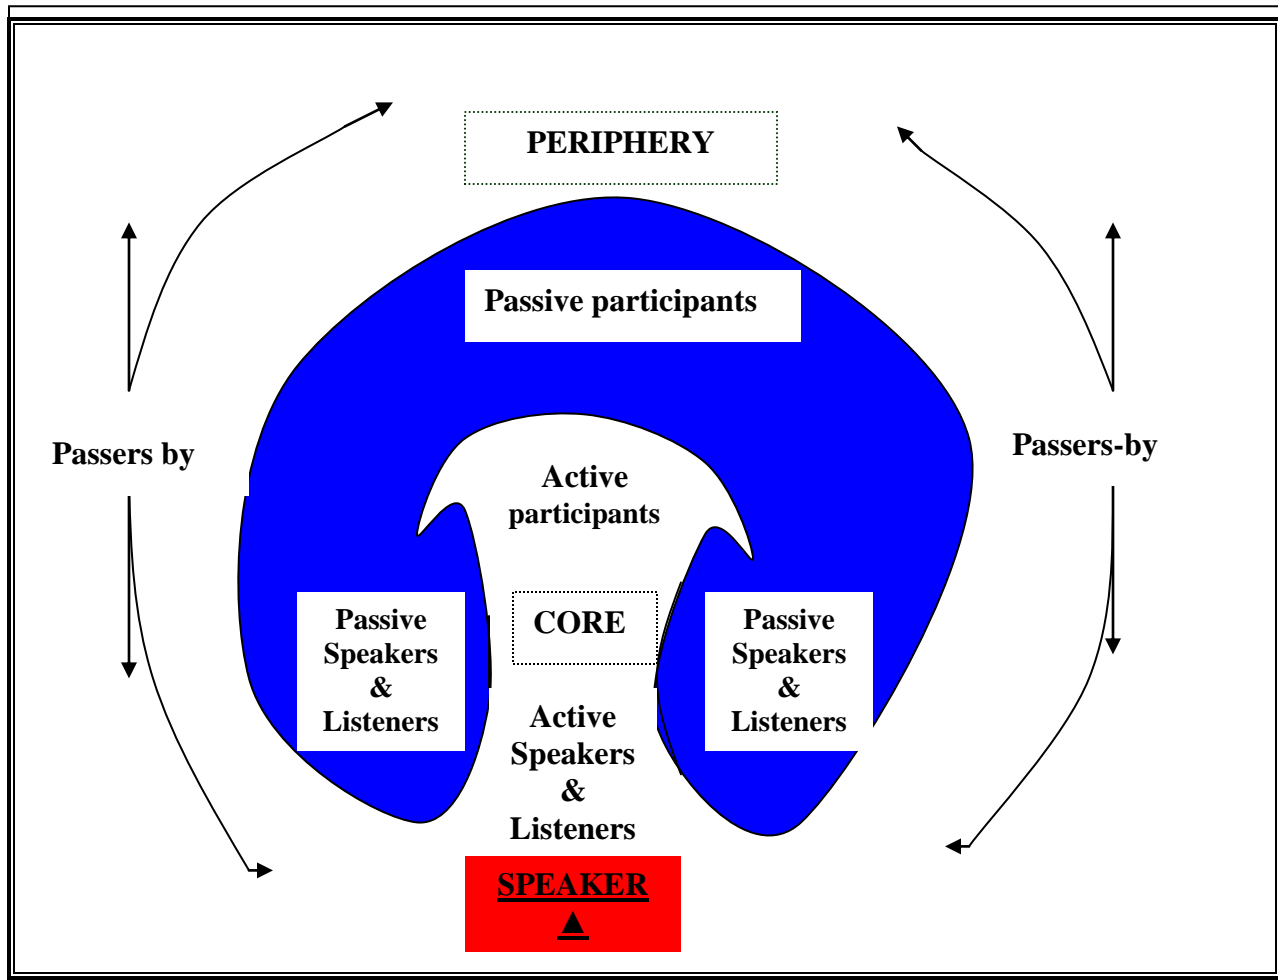 PERIPHERY
Passive participants
Passers by
Passers-by
Active
participants
Passive
Speakers
&
Listeners
CORE
Passive
Speakers
&
Listeners
Active
Speakers
&
Listeners
SPEAKER
▲